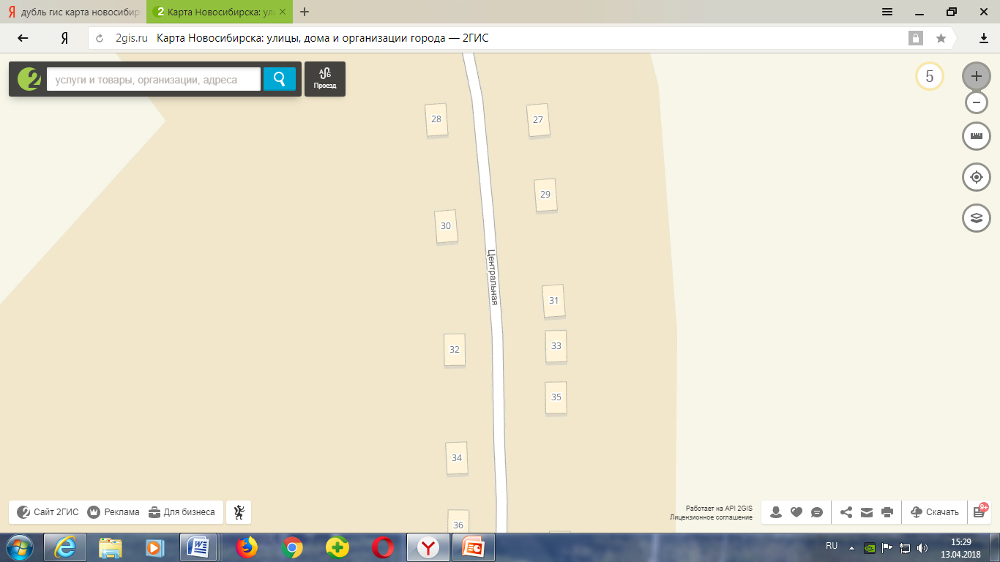 дубль гис карта новосибир
2 Карта Новосибирска: ул
2gis.ru Карта Новосибирска: улицы, дома и организации города — 2ГИС
услуги и товары, организации, адреса
Проезд
5
28
27
29
30
Центральная
31
32
33
35
34
36
Сайт 2ГИС
Реклама
Для бизнеса
Работает на API 2GIS
Лицензионное соглашение
Скачать
9+
RU
15:29
13.04.2018